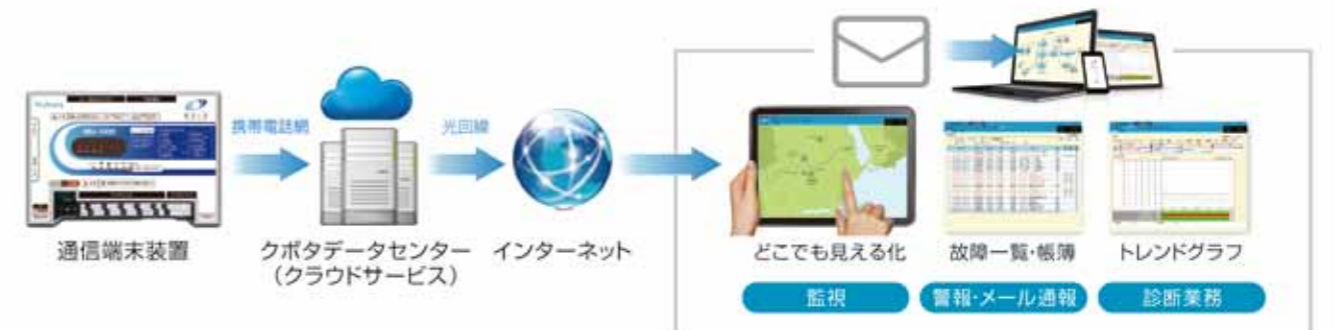 携帯電話網
光回線
通信端末装置
クボタデータセンター
(クラウドサービス)
インターネット
どこでも見える化
故障一覧・帳簿
トレンドグラフ
監視
警報・メール通報
診断業務